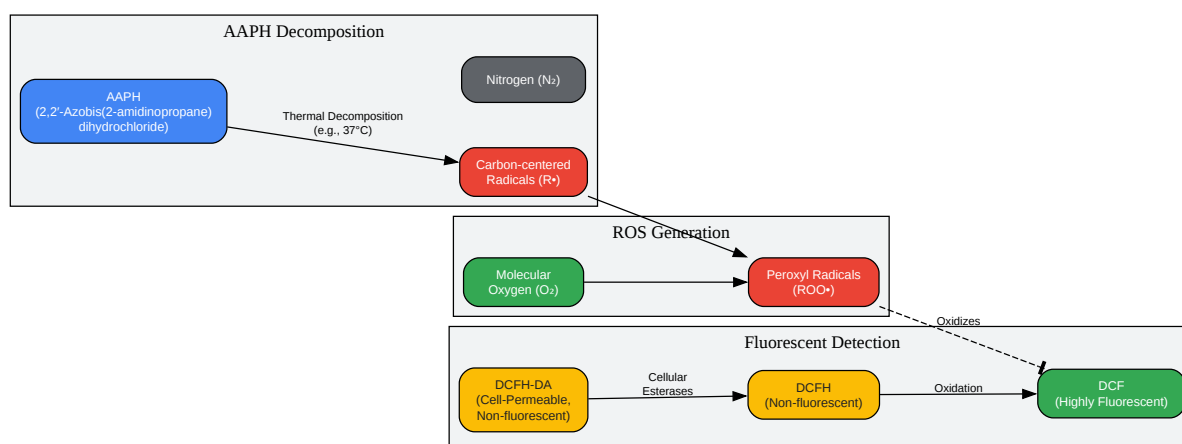 AAPH Decomposition
AAPH
(2,2'-Azobis(2-amidinopropane)
dihydrochloride)
Thermal Decomposition
(e.g., 37°C)
Nitrogen (N₂)
Carbon-centered
Radicals (R•)
ROS Generation
Molecular
Oxygen (O₂)
Peroxyl Radicals
(ROO•)
Oxidizes
Fluorescent Detection
DCFH-DA
(Cell-Permeable,
Non-fluorescent)
Cellular
Esterases
DCFH
(Non-fluorescent)
Oxidation
DCF
(Highly Fluorescent)